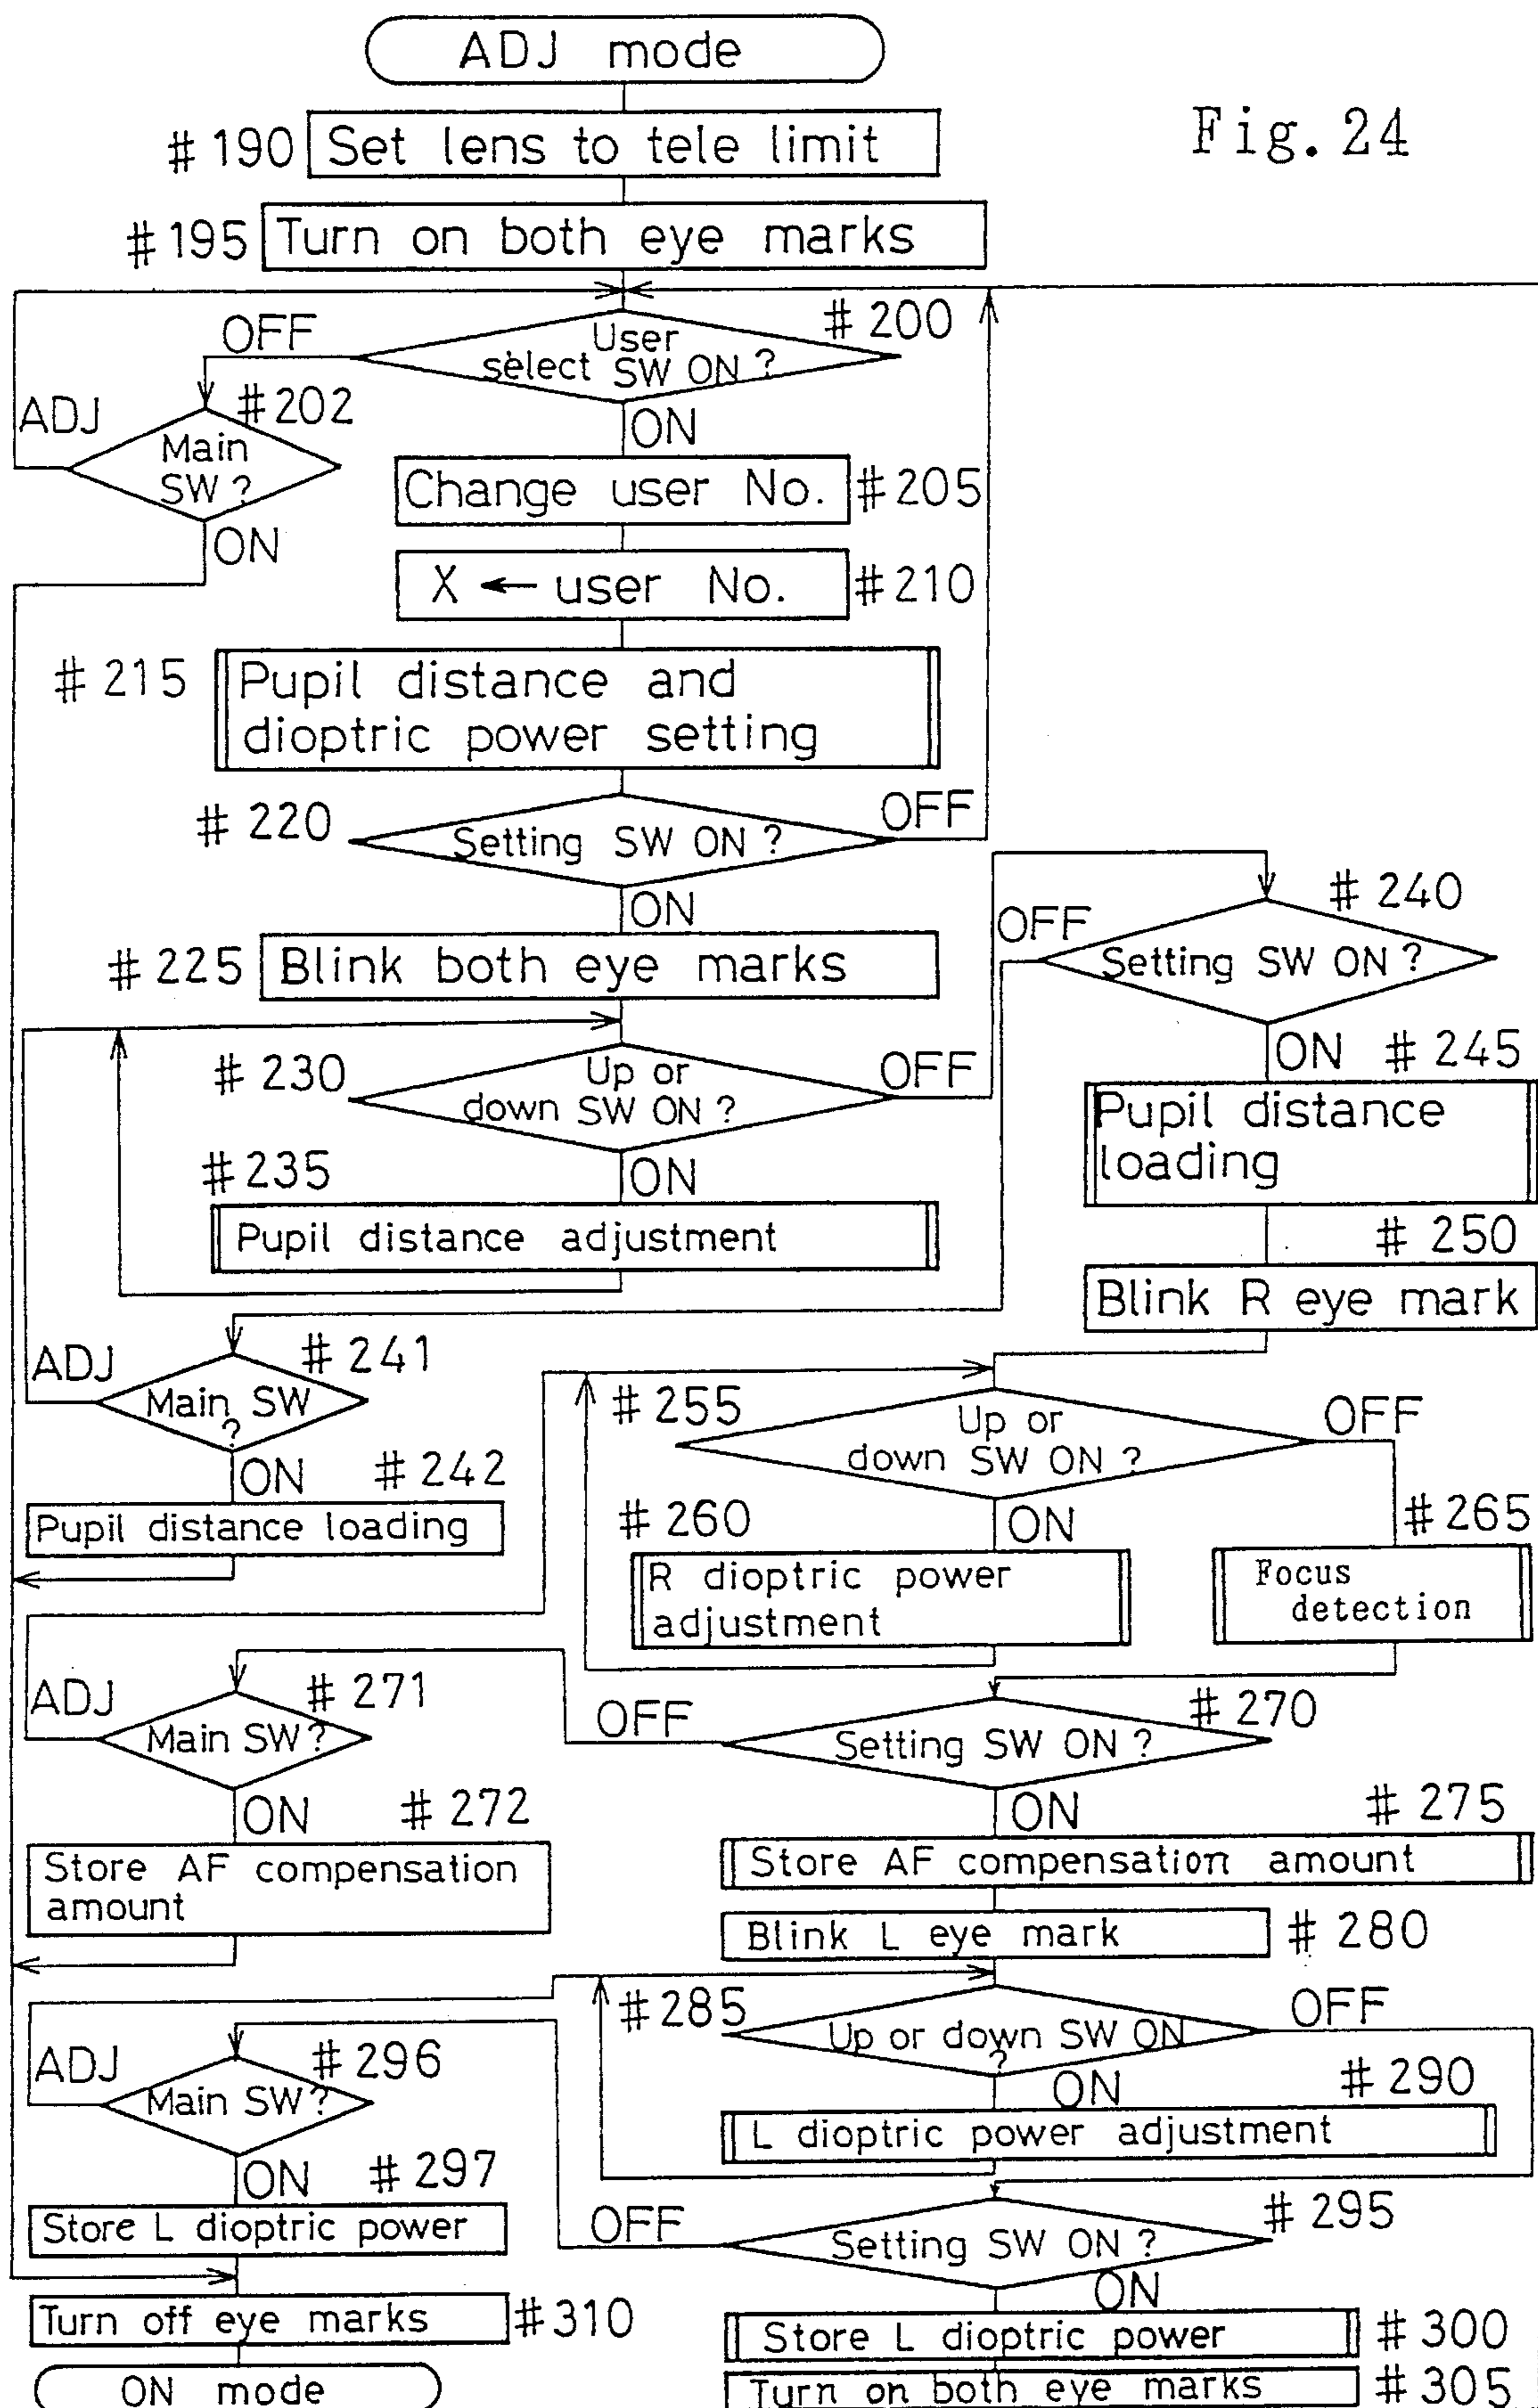 ADJ mode
Fig. 24
# 190 Set lens to tele limit
# 195 Turn on both eye marks
# 200
OFF
User
select SW ON ?
ADJ
# 202
Main
SW ?
ON
ON
Change user No. # 205
X ← user No. # 210
# 215
Pupil distance and
dioptric power setting
# 220
Setting SW ON ?
OFF
ON
# 225 Blink both eye marks
# 240
OFF
Setting SW ON ?
# 230
Up or
down SW ON ?
OFF
ON # 245
Pupil distance
loading
# 235
ON
Pupil distance adjustment
# 250
Blink R eye mark
ADJ
# 241
Main SW
?
ON # 242
Pupil distance loading
# 255
Up or
down SW ON ?
OFF
# 260
ON
# 265
R dioptric power
adjustment
Focus
detection
ADJ
# 271
Main SW ?
OFF
# 270
Setting SW ON ?
ON # 272
Store AF compensation
amount
ON
# 275
Store AF compensation amount
Blink L eye mark # 280
# 285
Up or down SW ON
?
OFF
ADJ
# 296
Main SW ?
ON
# 290
L dioptric power adjustment
ON # 297
Store L dioptric power
OFF
Setting SW ON ?
# 295
ON
Turn off eye marks # 310
Store L dioptric power # 300
ON mode
Turn on both eye marks # 305